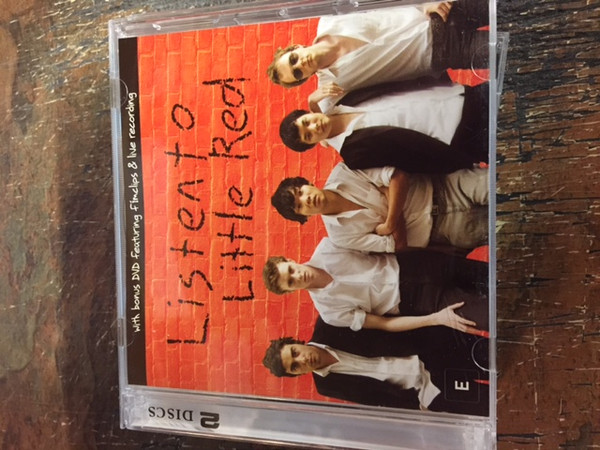 with bonus DVD featuring filmclips & live recording
Listen to
Little Red
E
2
DISCS